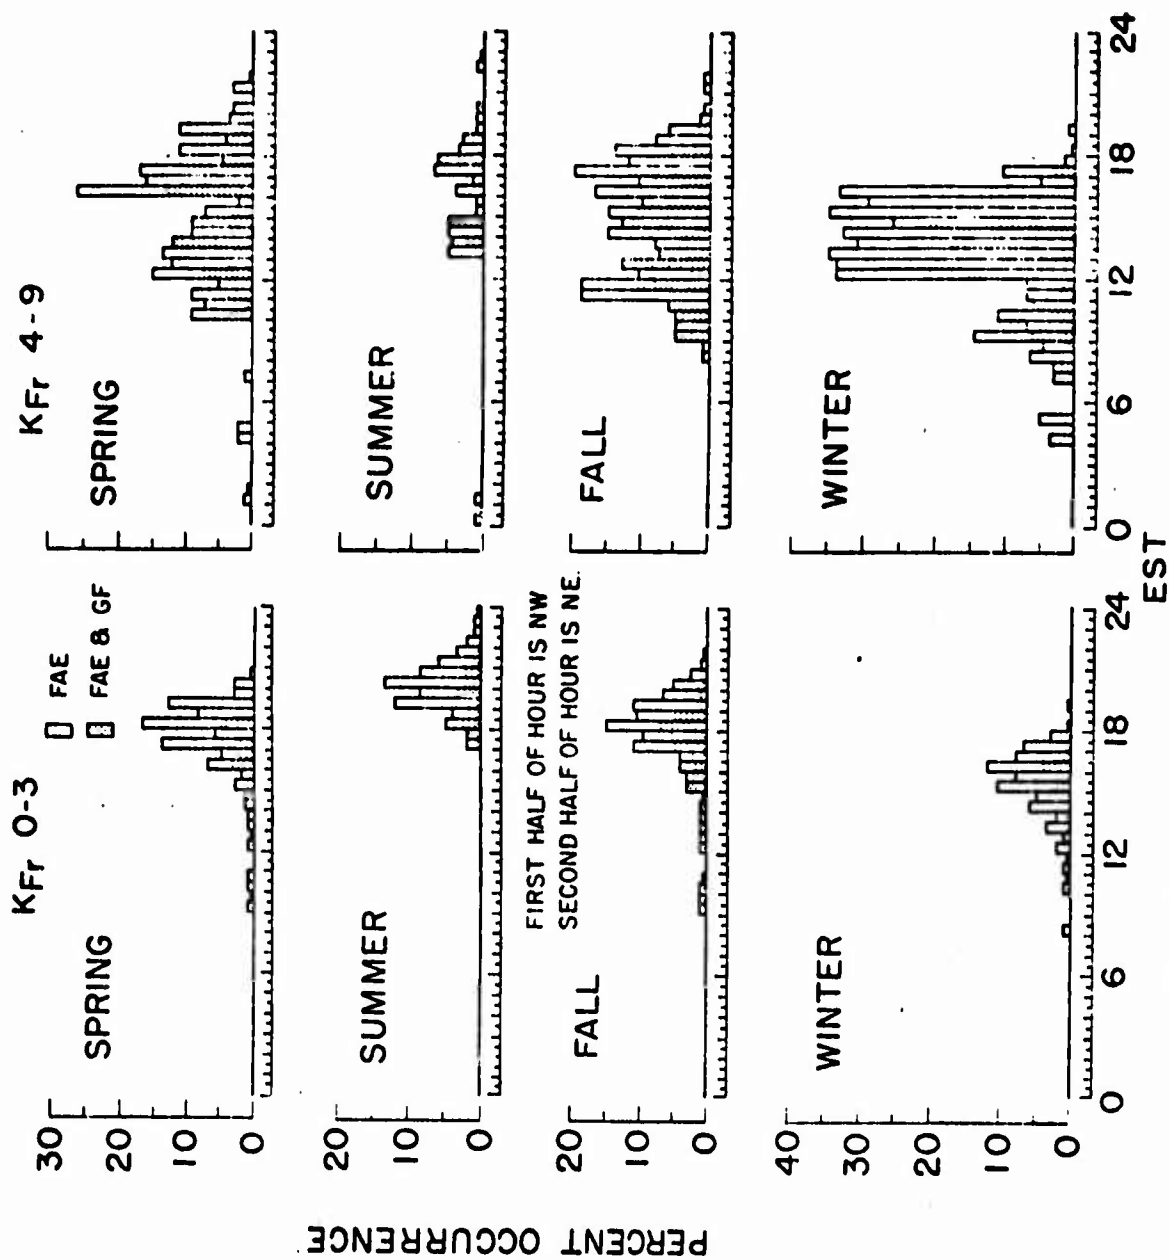 KFr 0-3
KFr 4-9
FAE
FAE & GF
PERCENT OCCURRENCE
SPRING
SPRING
30
20
10
0
SUMMER
SUMMER
20
10
0
FIRST HALF OF HOUR IS NW
SECOND HALF OF HOUR IS NE.
FALL
FALL
20
10
0
WINTER
WINTER
40
30
20
10
0
0 6 12 18 24
0 6 12 18 24
EST